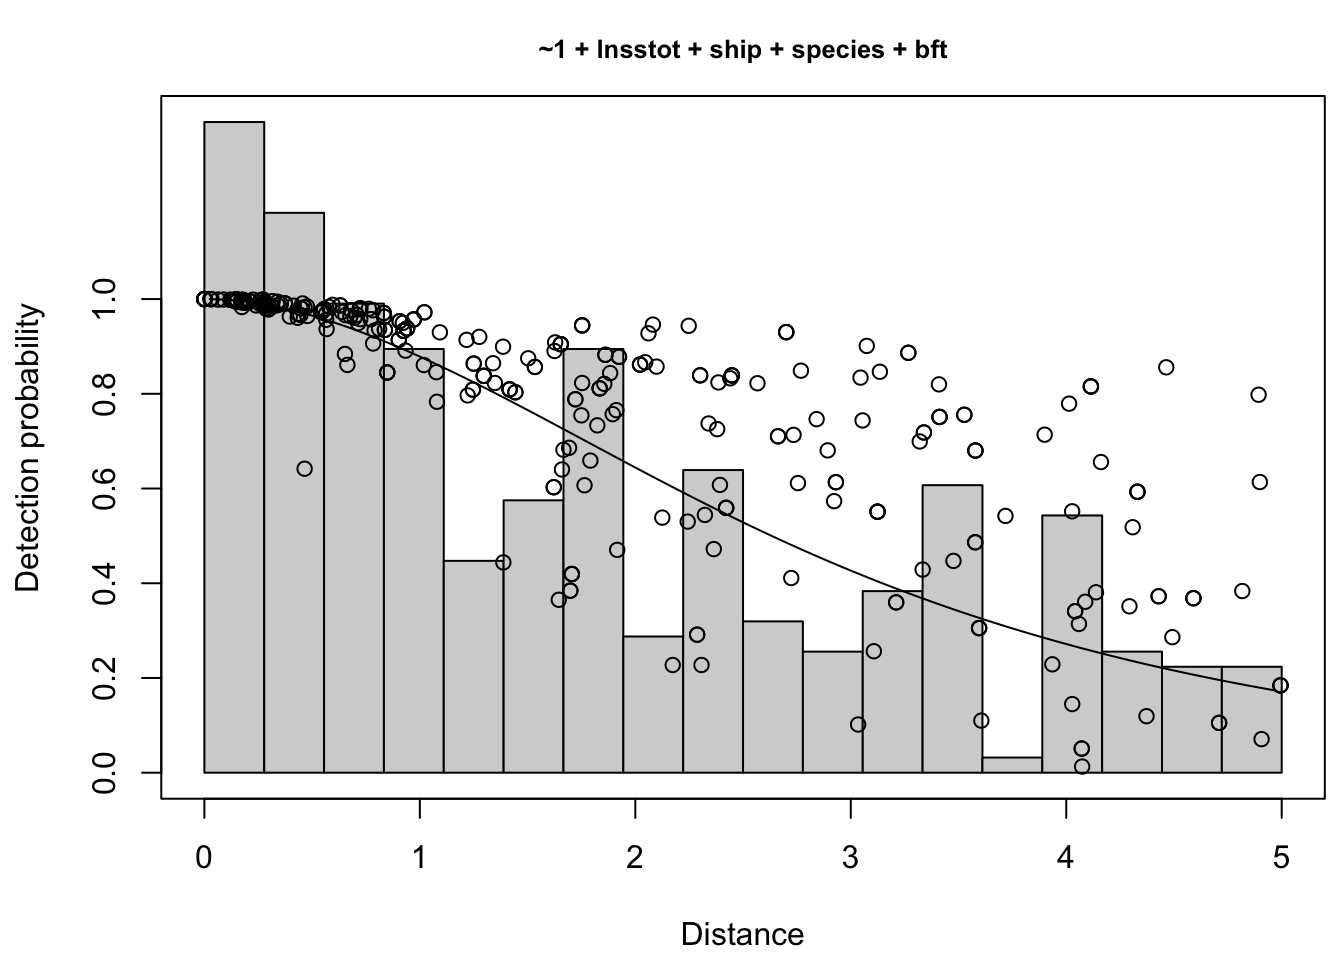 ~1 + lnsstot + ship + species + bft
Detection probability
1.0
0.8
0.6
0.4
0.2
0.0
0 1 2 3 4 5
Distance